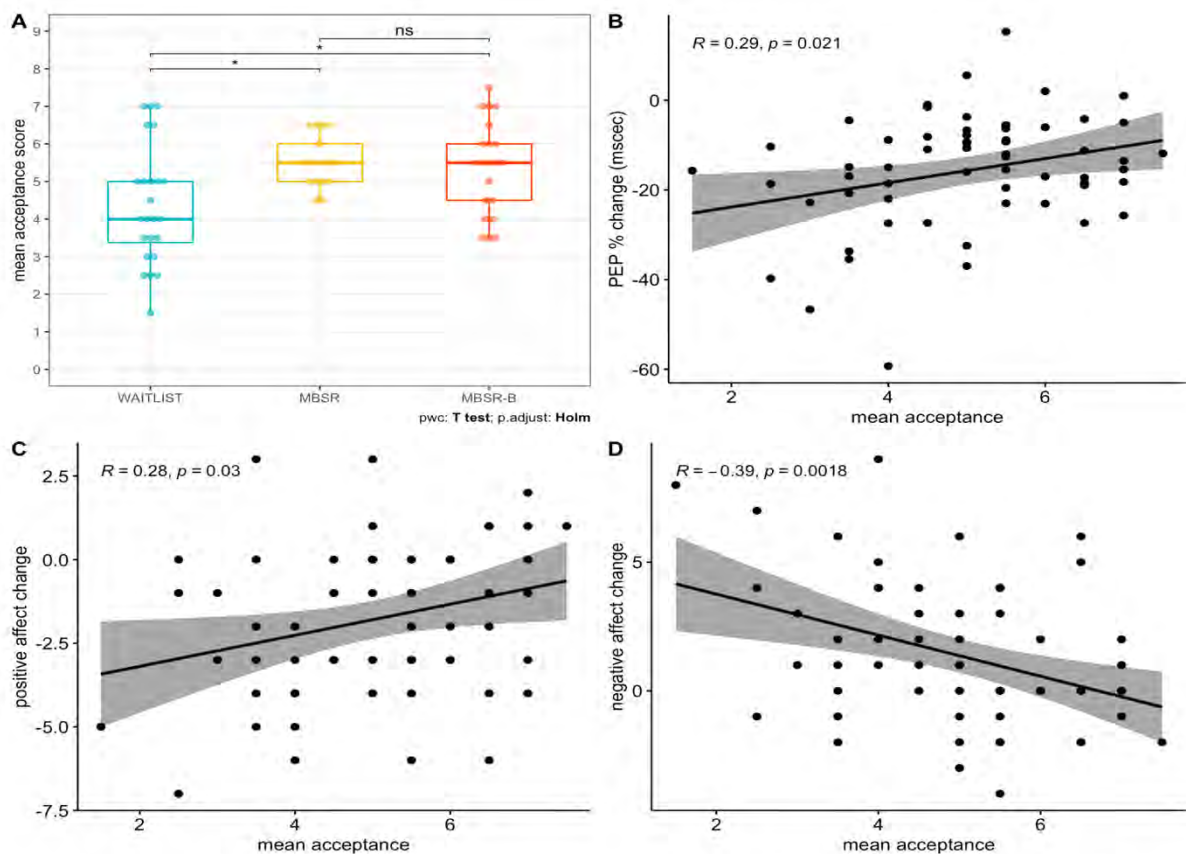 A
9
8
7
6
5
4
3
2
1
0
mean acceptance score
ns
*
*
WAITLIST
MBSR
MBSR-B
pwc: T test; p.adjust: Holm
B
R = 0.29, p = 0.021
0
-20
-40
-60
PEP % change (msec)
2
4
6
mean acceptance
C
R = 0.28, p = 0.03
2.5
0.0
-2.5
-5.0
-7.5
positive affect change
2
4
6
mean acceptance
D
R = −0.39, p = 0.0018
5
0
negative affect change
2
4
6
mean acceptance